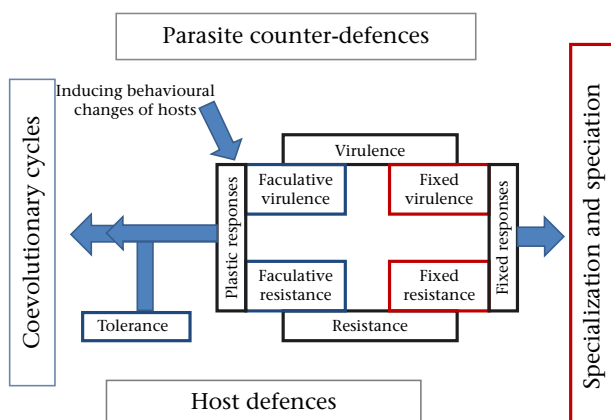 Parasite counter-defences
Coevolutionary cycles
Inducing behavioural
changes of hosts
Virulence
Plastic responses
Faculative
virulence
Fixed
virulence
Fixed responses
Specialization and speciation
Faculative
resistance
Fixed
resistance
Tolerance
Resistance
Host defences